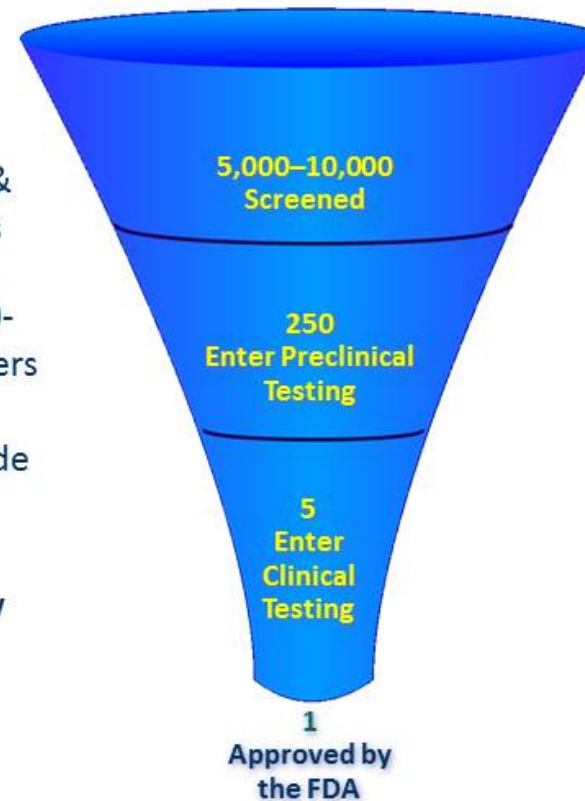 &
5,000–10,000
Screened
250
Enter Preclinical
Testing
5
Enter
Clinical
Testing
1
Approved by
the FDA